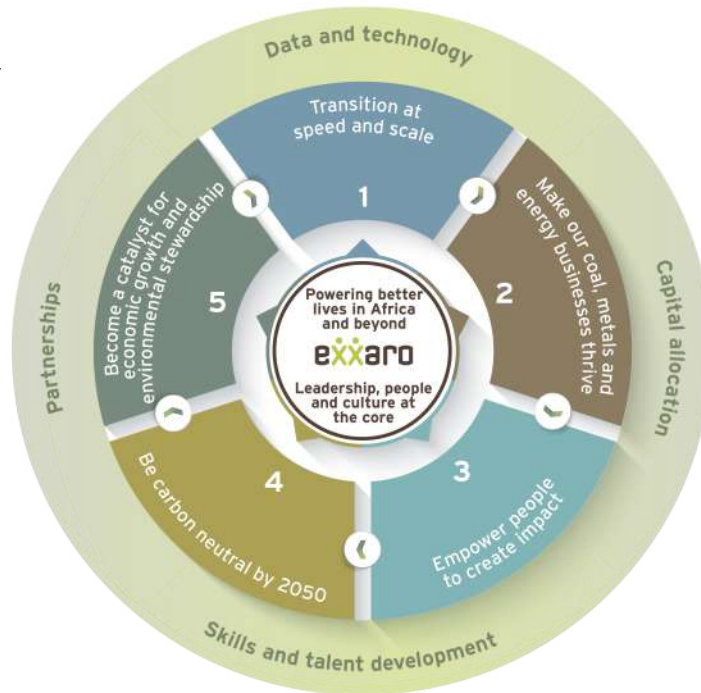 Data and technology
Transition at
speed and scale
1
Make our coal, metals and
energy businesses thrive
2
Capital allocation
Empower people
to create impact
3
Skills and talent development
Be carbon neutral by 2050
4
Partnerships
Become a catalyst for
economic growth and
environmental stewardship
5
Powering better
lives in Africa
and beyond
exxaro
Leadership, people
and culture at
the core